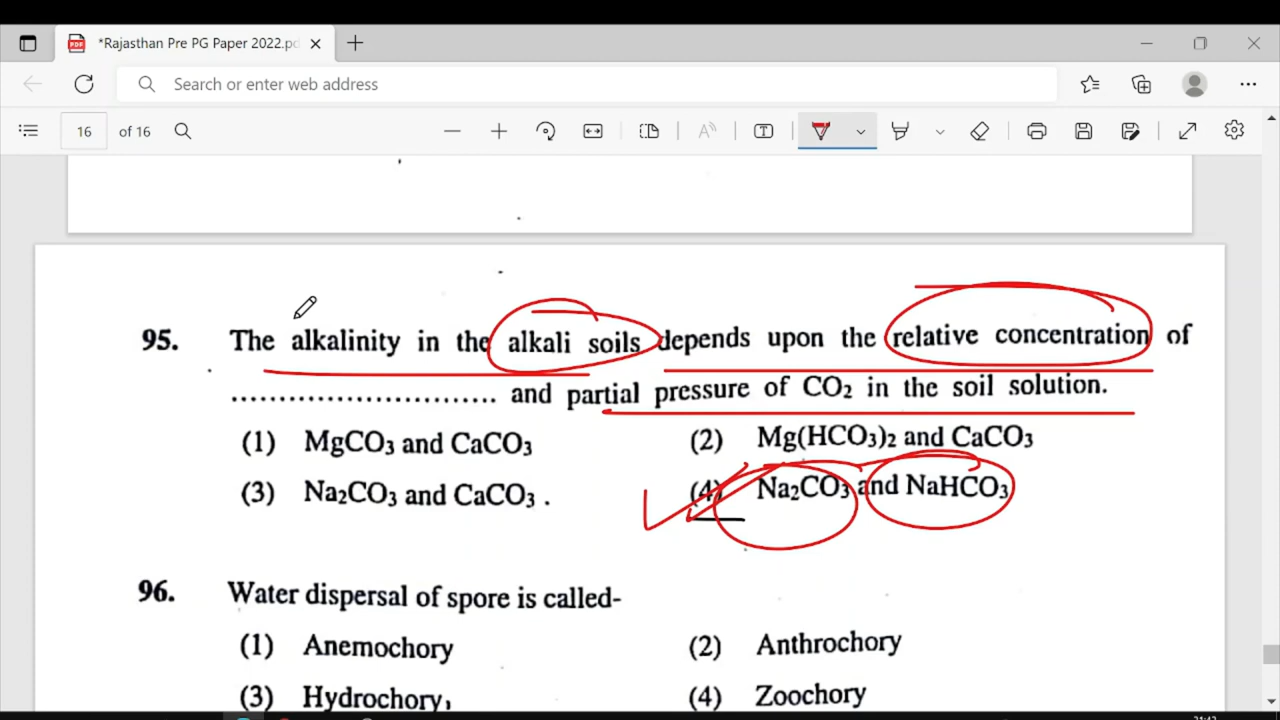 *Rajasthan Pre PG Paper 2022.pd
Search or enter web address
16 of 16
95. The alkalinity in the alkali soils depends upon the relative concentration of
........................... and partial pressure of CO₂ in the soil solution.
(1) MgCO₃ and CaCO₃ (2) Mg(HCO₃)₂ and CaCO₃
(3) Na₂CO₃ and CaCO₃ . (4) Na₂CO₃ and NaHCO₃
96. Water dispersal of spore is called-
(1) Anemochory (2) Anthrochory
(3) Hydrochory (4) Zoochory